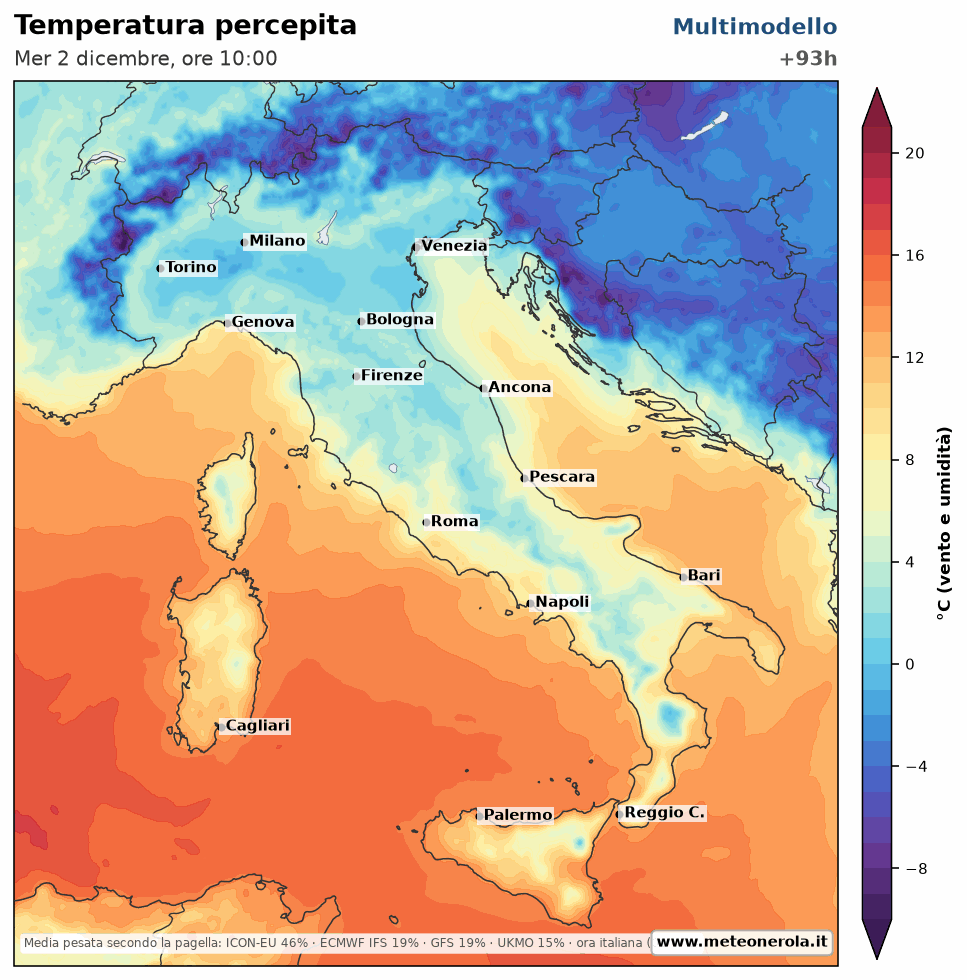 Temperatura percepita
Multimodello
Mer 2 dicembre, ore 10:00
+93h
Milano
Venezia
Torino
Genova
Bologna
Firenze
Ancona
Pescara
Roma
Bari
Napoli
Cagliari
Palermo
Reggio C.
20
16
12
8
4
0
−4
−8
°C (vento e umidità)
Media pesata secondo la pagella: ICON-EU 46% · ECMWF IFS 19% · GFS 19% · UKMO 15% · ora italiana (
www.meteonerola.it